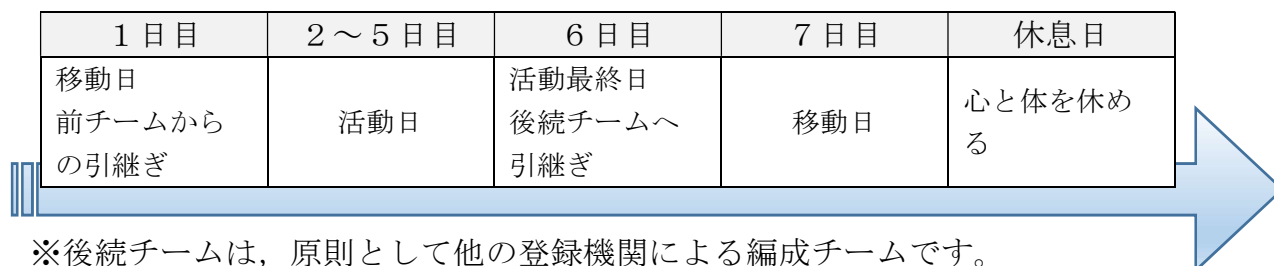 １日目 ２～５日目 ６日目 ７日目 休息日
移動日
前チームから
の引継ぎ
活動日
活動最終日
後続チームへ
引継ぎ
移動日
心と体を休め
る
※後続チームは，原則として他の登録機関による編成チームです。